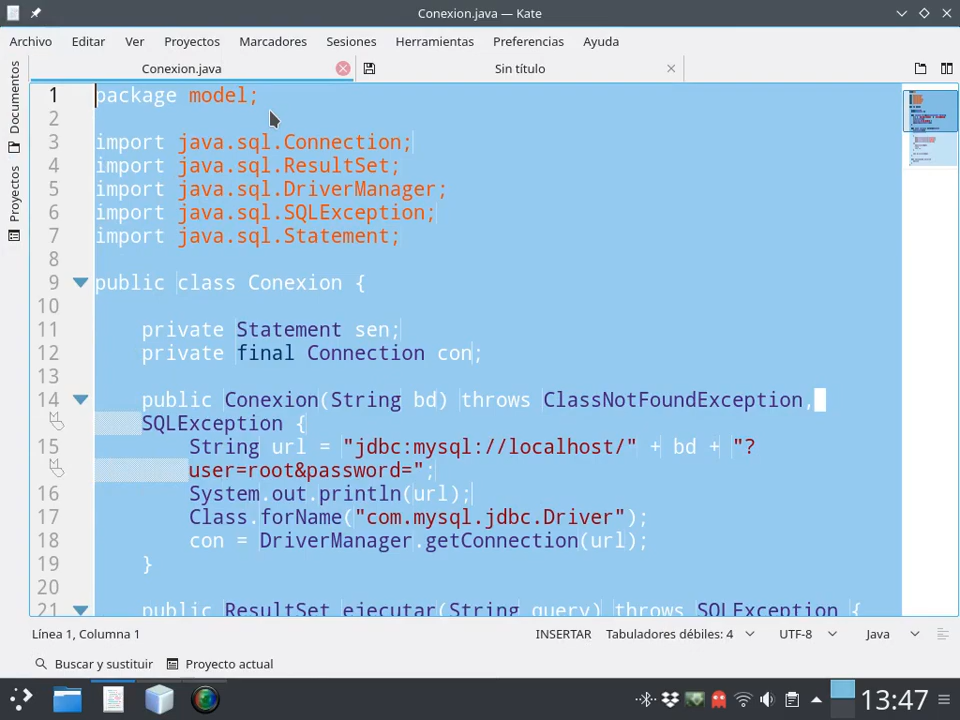 Conexion.java — Kate
Archivo Editar Ver Proyectos Marcadores Sesiones Herramientas Preferencias Ayuda
Conexion.java Sin título
Documentos
Proyectos
1 package model;
2
3 import java.sql.Connection;
4 import java.sql.ResultSet;
5 import java.sql.DriverManager;
6 import java.sql.SQLException;
7 import java.sql.Statement;
8
9 public class Conexion {
10
11 private Statement sen;
12 private final Connection con;
13
14 public Conexion(String bd) throws ClassNotFoundException,
SQLException {
15 String url = "jdbc:mysql://localhost/" + bd + "?
user=root&password=";
16 System.out.println(url);
17 Class.forName("com.mysql.jdbc.Driver");
18 con = DriverManager.getConnection(url);
19 }
20
21 public ResultSet ejecutar(String query) throws SQLException {
Línea 1, Columna 1 INSERTAR Tabuladores débiles: 4 UTF-8 Java
Buscar y sustituir Proyecto actual
13:47